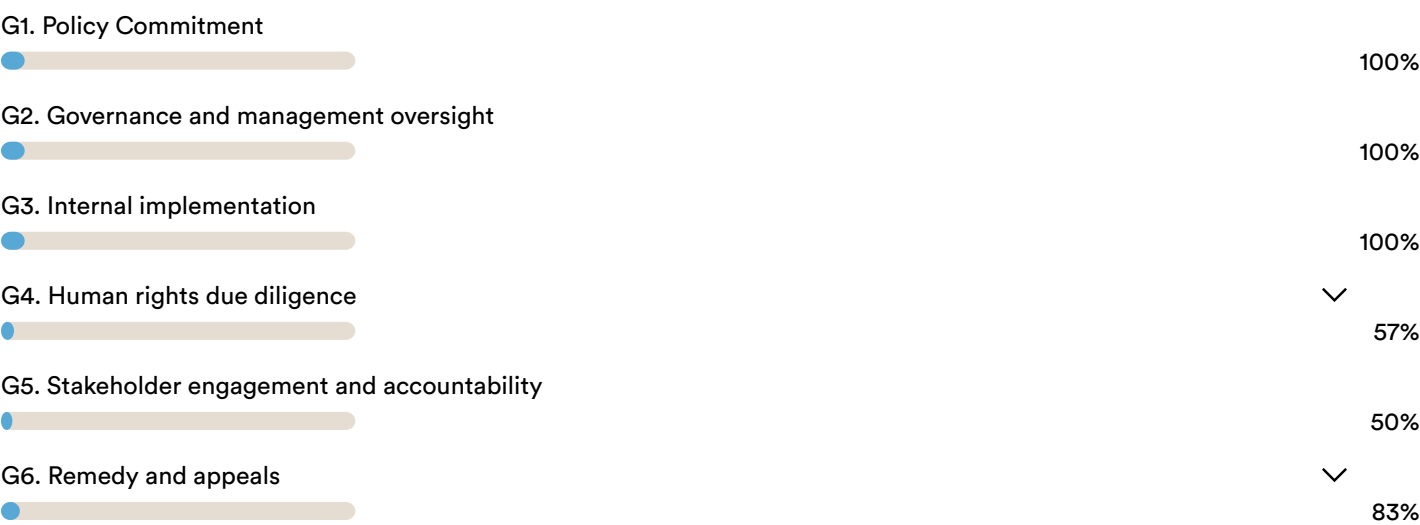 G1. Policy Commitment
100%
G2. Governance and management oversight
100%
G3. Internal implementation
100%
G4. Human rights due diligence
57%
G5. Stakeholder engagement and accountability
50%
G6. Remedy and appeals
83%